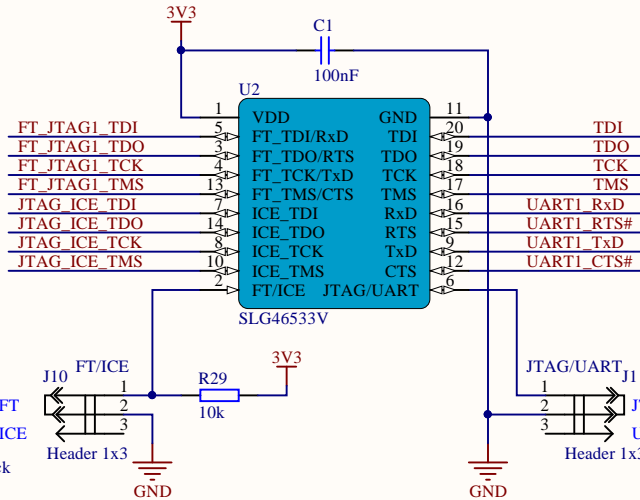 3V3
C1
100nF
U2
1 VDD GND 11
FT_JTAG1_TDI 5 FT_TDI/RxD TDI 20 TDI
FT_JTAG1_TDO 3 FT_TDO/RTS TDO 19 TDO
FT_JTAG1_TCK 4 FT_TCK/TxD TCK 18 TCK
FT_JTAG1_TMS 13 FT_TMS/CTS TMS 17 TMS
JTAG_ICE_TDI 7 ICE_TDI RxD 16 UART1_RxD
JTAG_ICE_TDO 14 ICE_TDO RTS 15 UART1_RTS#
JTAG_ICE_TCK 8 ICE_TCK TxD 9 UART1_TxD
JTAG_ICE_TMS 10 ICE_TMS CTS 12 UART1_CTS#
2 FT/ICE JTAG/UART 6
SLG46533V
3V3
FT/ICE
J10
1
2
3
FT
ICE
Header 1x3
R29
10k
GND
JTAG/UART
J1
1
2
3
Header 1x3
GND